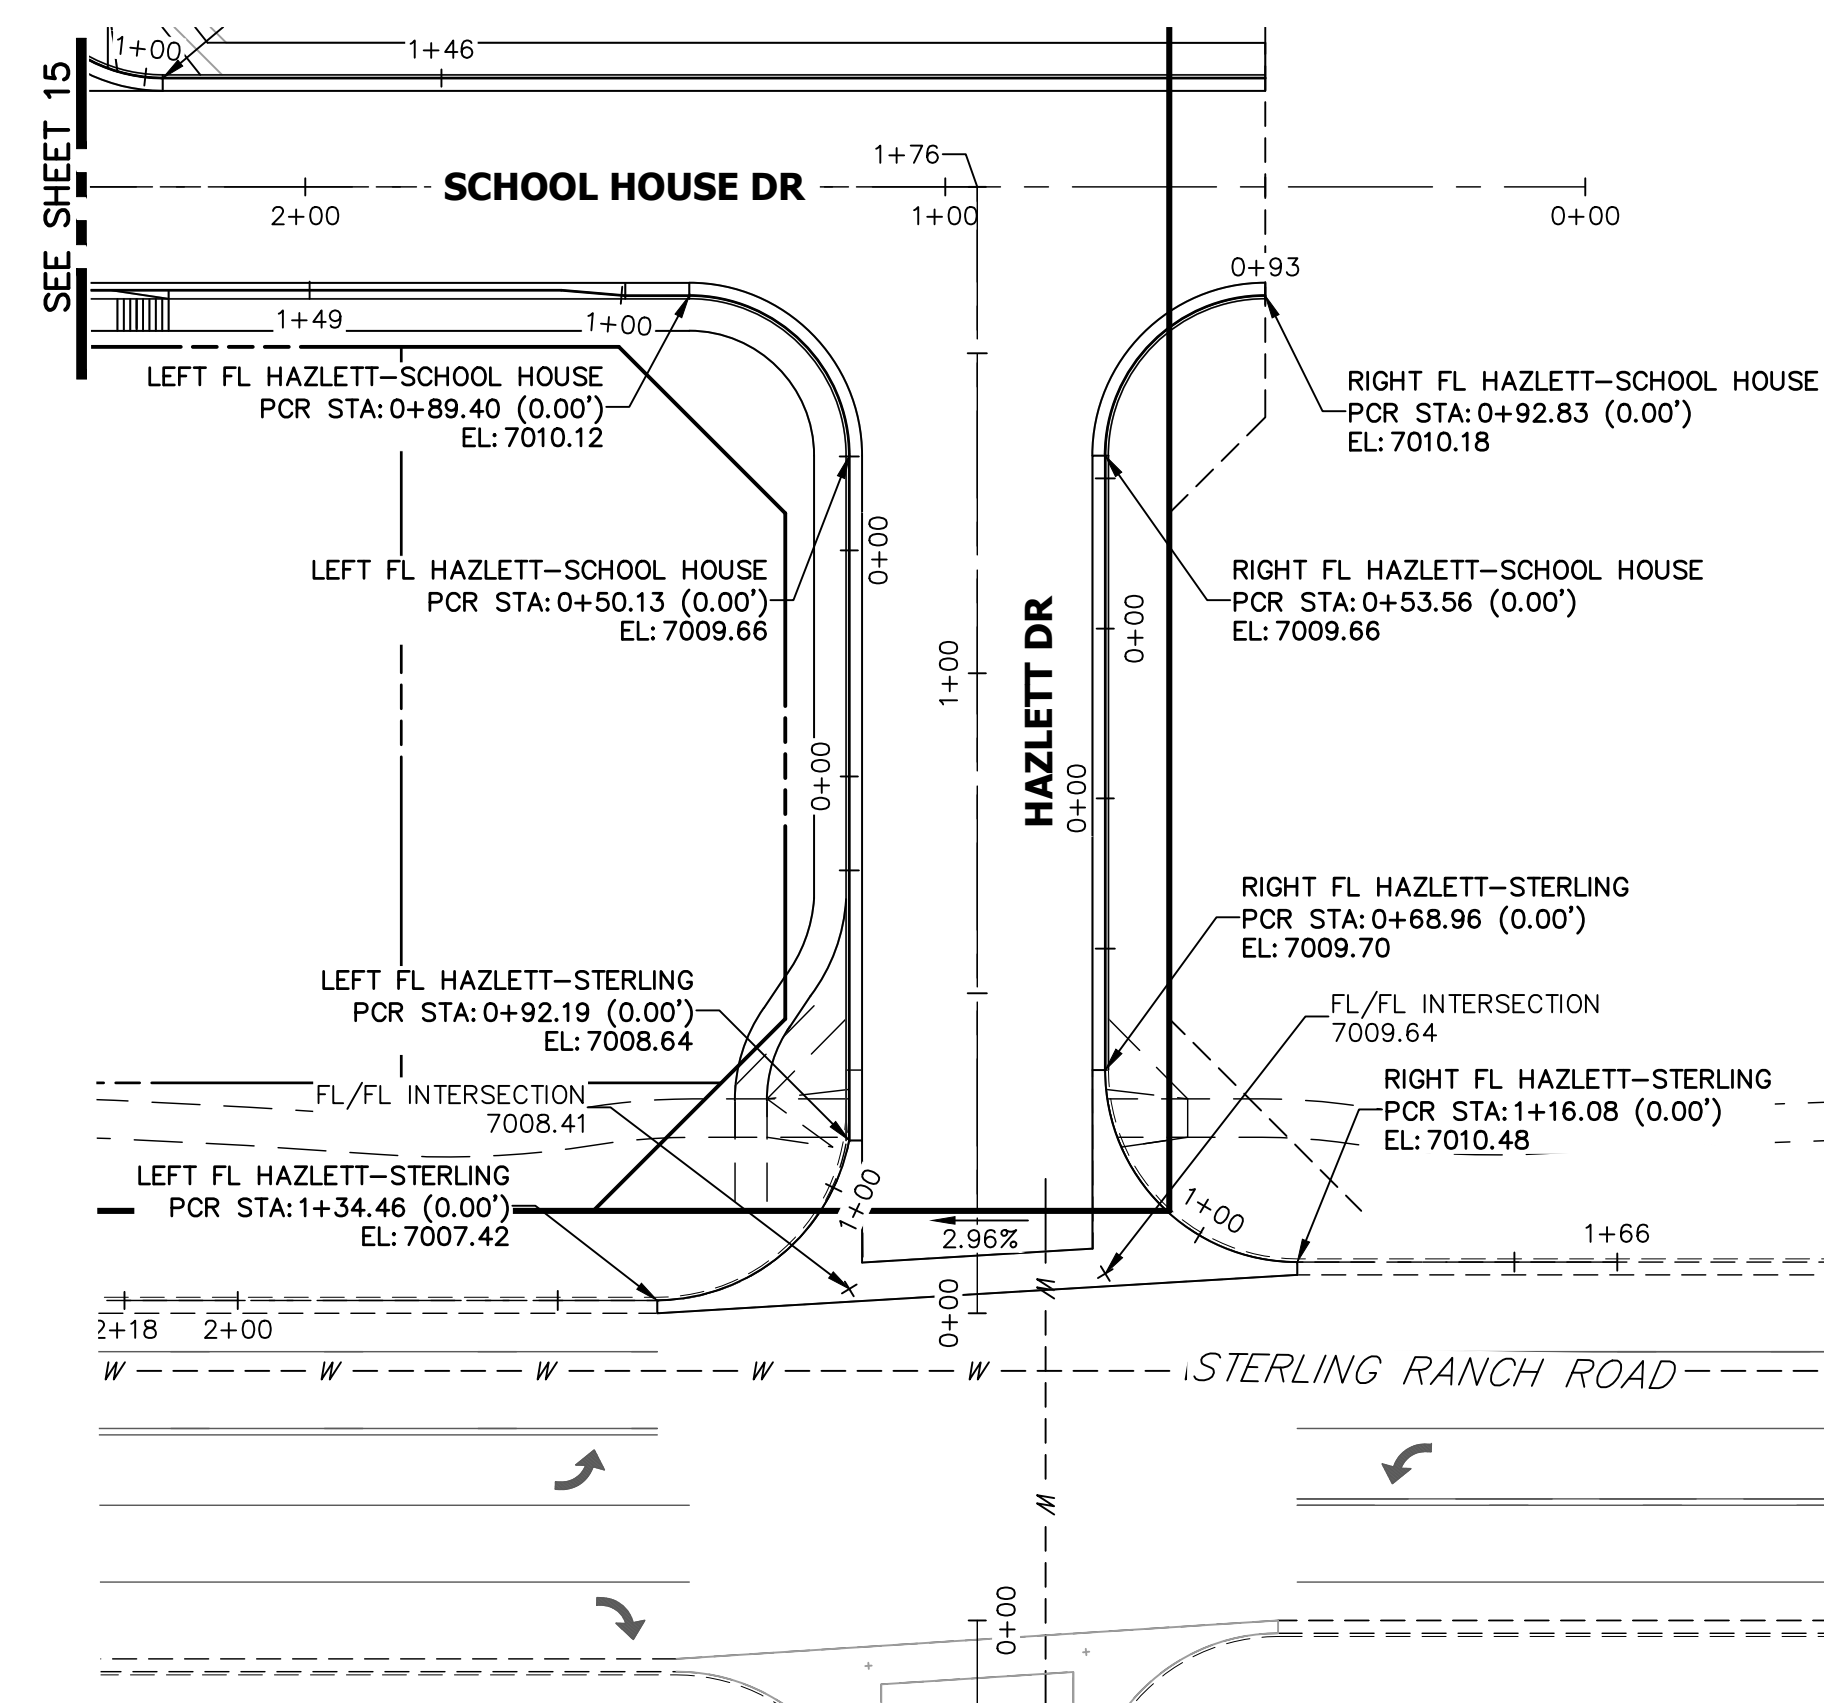 SEE SHEET 15
1+00
1+46
1+76
SCHOOL HOUSE DR
2+00
1+00
0+00
0+93
1+49
1+00
LEFT FL HAZLETT-SCHOOL HOUSE
PCR STA: 0+89.40 (0.00')
EL: 7010.12
RIGHT FL HAZLETT-SCHOOL HOUSE
PCR STA: 0+92.83 (0.00')
EL: 7010.18
0+00
LEFT FL HAZLETT-SCHOOL HOUSE
PCR STA: 0+50.13 (0.00')
EL: 7009.66
RIGHT FL HAZLETT-SCHOOL HOUSE
PCR STA: 0+53.56 (0.00')
EL: 7009.66
0+00
1+00
HAZLETT DR
0+00
0+00
RIGHT FL HAZLETT-STERLING
PCR STA: 0+68.96 (0.00')
EL: 7009.70
LEFT FL HAZLETT-STERLING
PCR STA: 0+92.19 (0.00')
EL: 7008.64
FL/FL INTERSECTION
7009.64
FL/FL INTERSECTION
7008.41
RIGHT FL HAZLETT-STERLING
PCR STA: 1+16.08 (0.00')
EL: 7010.48
LEFT FL HAZLETT-STERLING
PCR STA: 1+34.46 (0.00')
EL: 7007.42
1+00
1+00
2.96%
1+66
0+00
W
2+18
2+00
W W W W W
STERLING RANCH ROAD
W
0+00